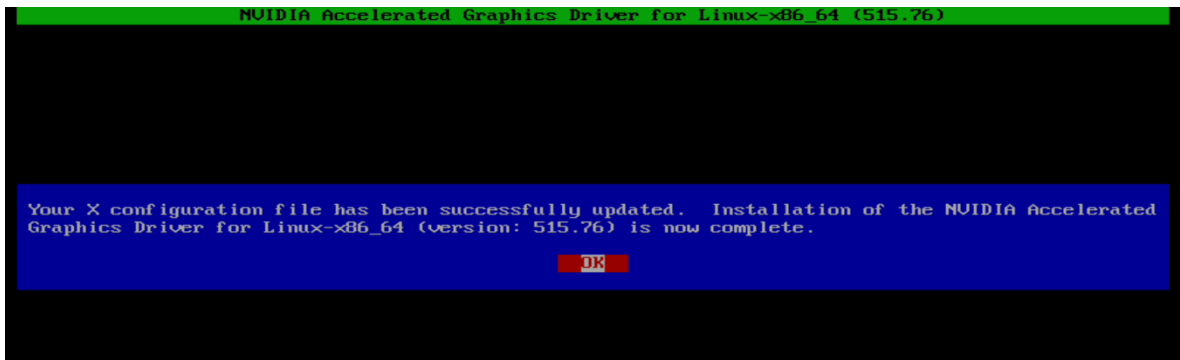 NVIDIA Accelerated Graphics Driver for Linux-x86_64 (515.76)
Your X configuration file has been successfully updated.  Installation of the NVIDIA Accelerated
Graphics Driver for Linux-x86_64 (version: 515.76) is now complete.
OK